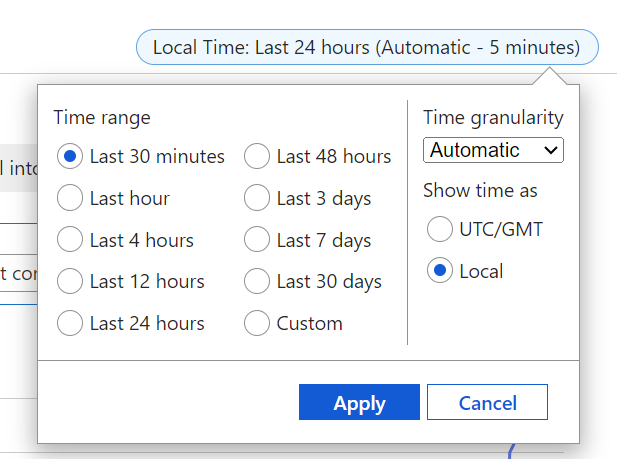 Local Time: Last 24 hours (Automatic - 5 minutes)
Time range
Last 30 minutes
Last hour
Last 4 hours
Last 12 hours
Last 24 hours
Last 48 hours
Last 3 days
Last 7 days
Last 30 days
Custom
Time granularity
Automatic
Show time as
UTC/GMT
Local
Apply
Cancel